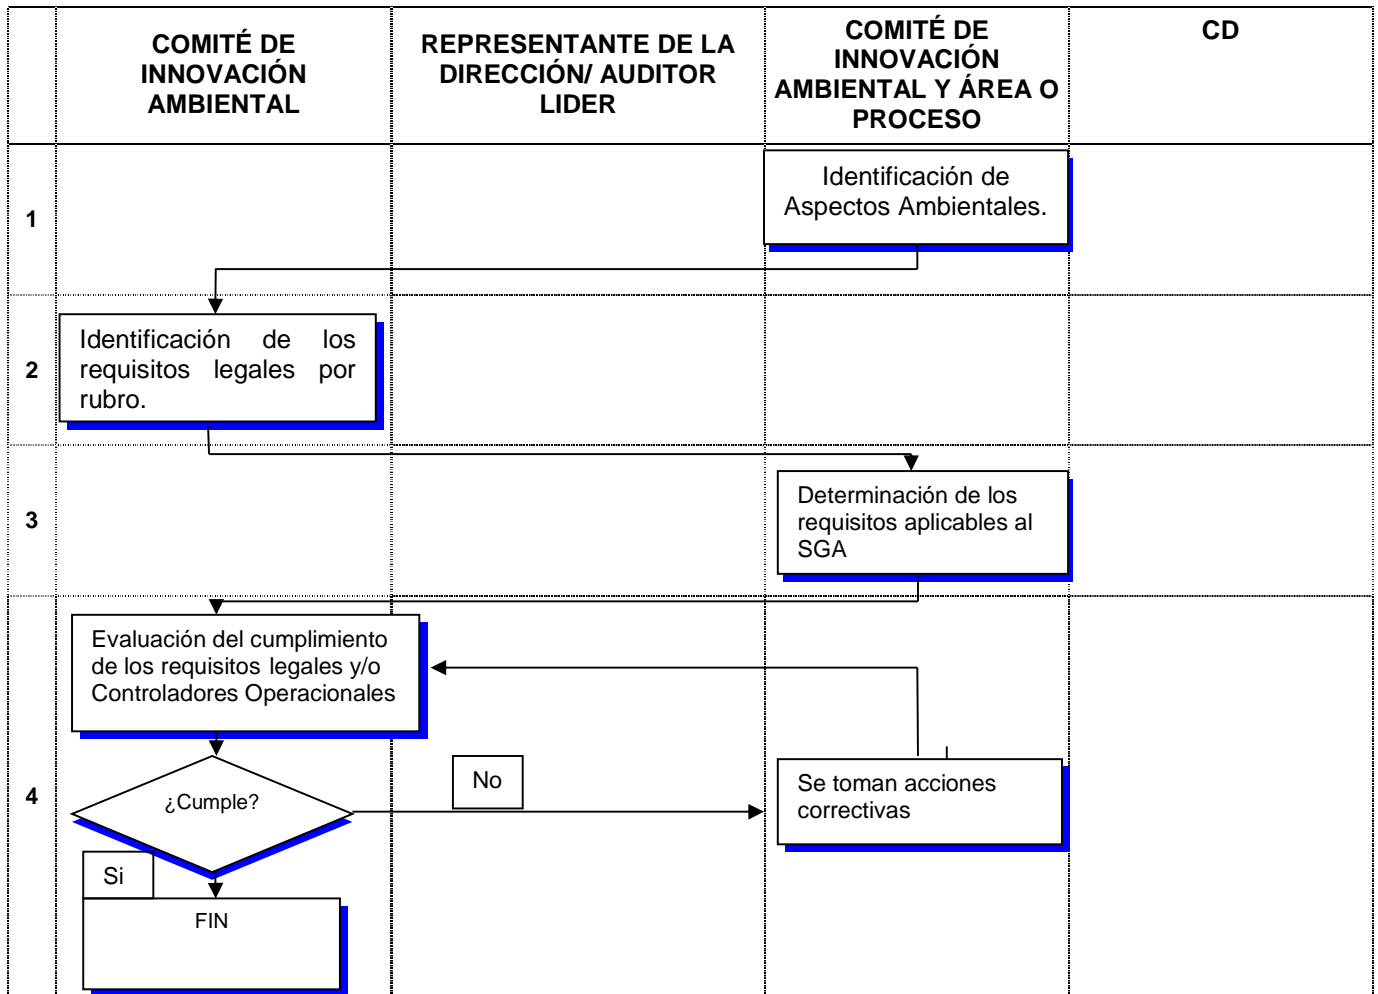 COMITÉ DE
INNOVACIÓN
AMBIENTAL
REPRESENTANTE DE LA
DIRECCIÓN/ AUDITOR
LIDER
COMITÉ DE
INNOVACIÓN
AMBIENTAL Y ÁREA O
PROCESO
CD
1
Identificación de
Aspectos Ambientales.
2
Identificación de los
requisitos legales por
rubro.
3
Determinación de los
requisitos aplicables al
SGA
4
Evaluación del cumplimiento
de los requisitos legales y/o
Controladores Operacionales
¿Cumple?
No
Se toman acciones
correctivas
Si
FIN